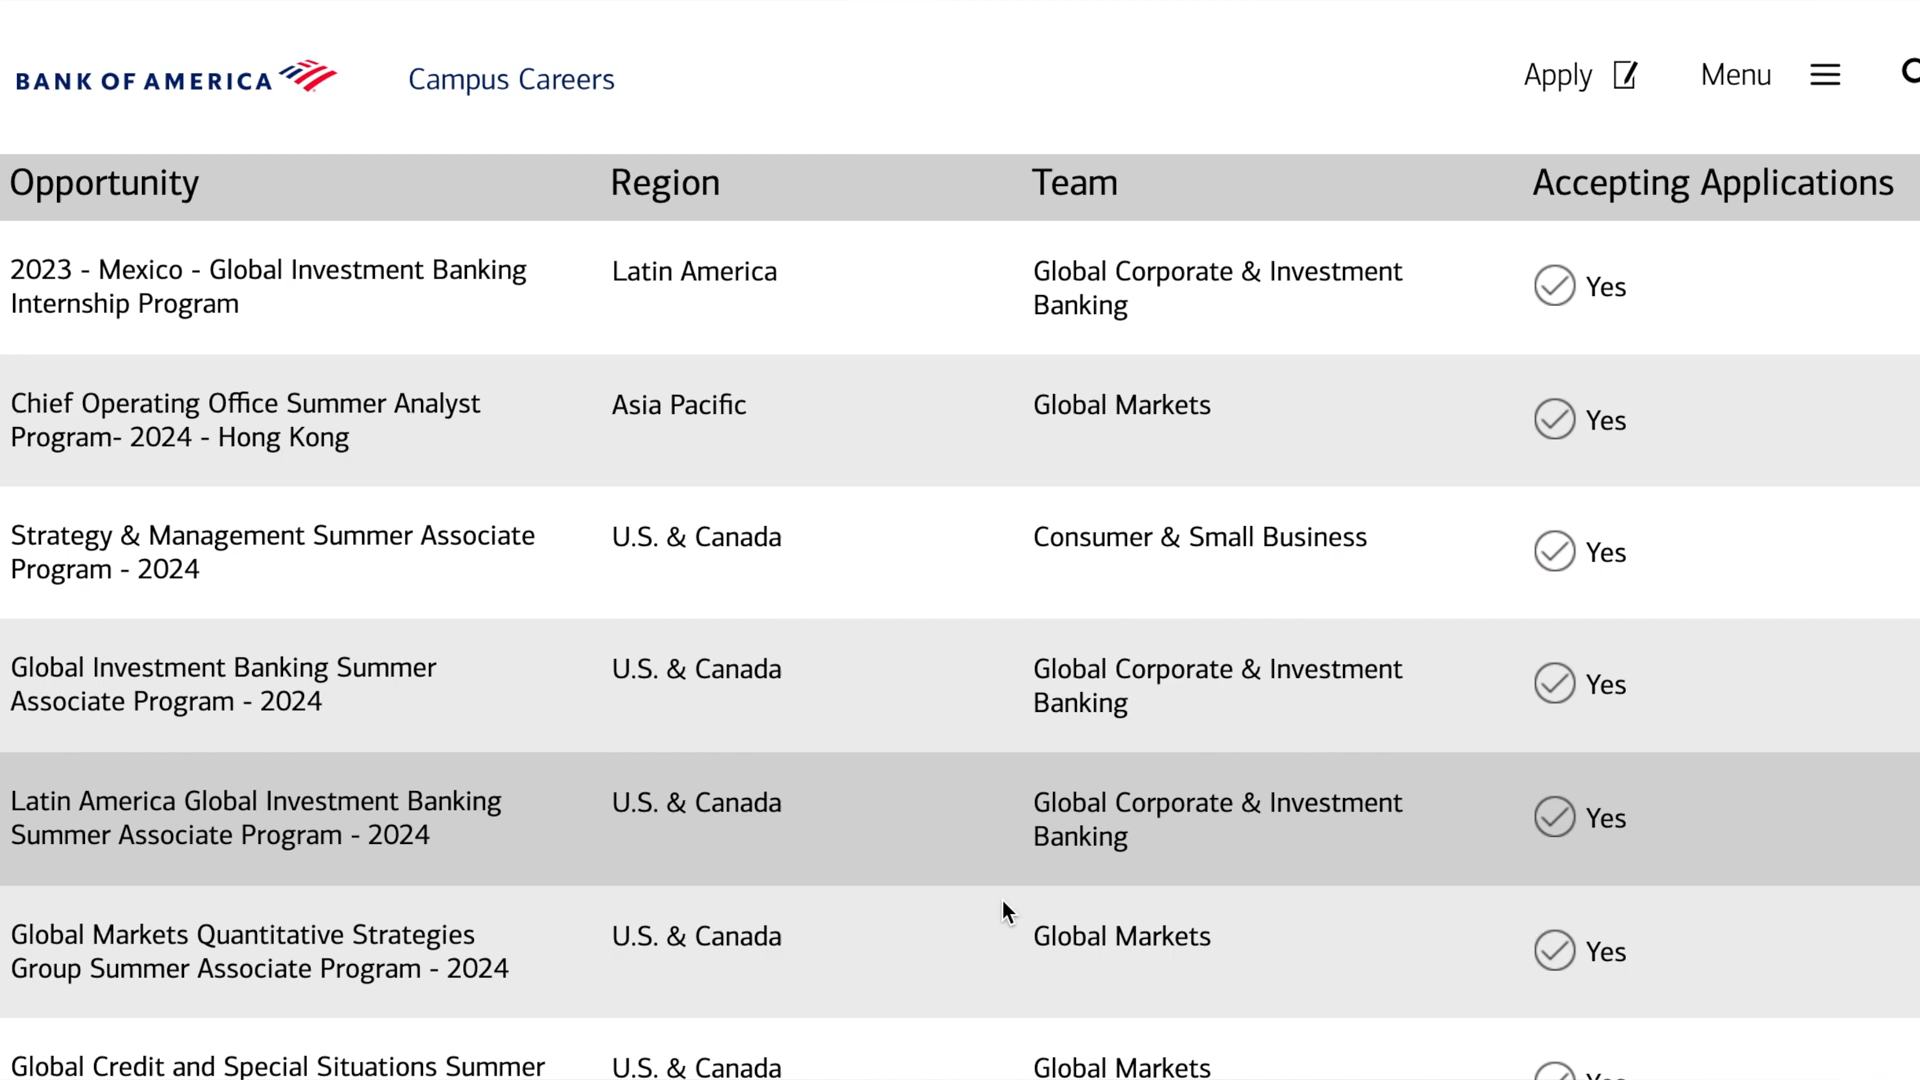 BANK OF AMERICA
Campus Careers
Apply
Menu
Opportunity
Region
Team
Accepting Applications
2023 - Mexico - Global Investment Banking
Internship Program
Latin America
Global Corporate & Investment
Banking
Yes
Chief Operating Office Summer Analyst
Program- 2024 - Hong Kong
Asia Pacific
Global Markets
Yes
Strategy & Management Summer Associate
Program - 2024
U.S. & Canada
Consumer & Small Business
Yes
Global Investment Banking Summer
Associate Program - 2024
U.S. & Canada
Global Corporate & Investment
Banking
Yes
Latin America Global Investment Banking
Summer Associate Program - 2024
U.S. & Canada
Global Corporate & Investment
Banking
Yes
Global Markets Quantitative Strategies
Group Summer Associate Program - 2024
U.S. & Canada
Global Markets
Yes
Global Credit and Special Situations Summer
U.S. & Canada
Global Markets
Yes